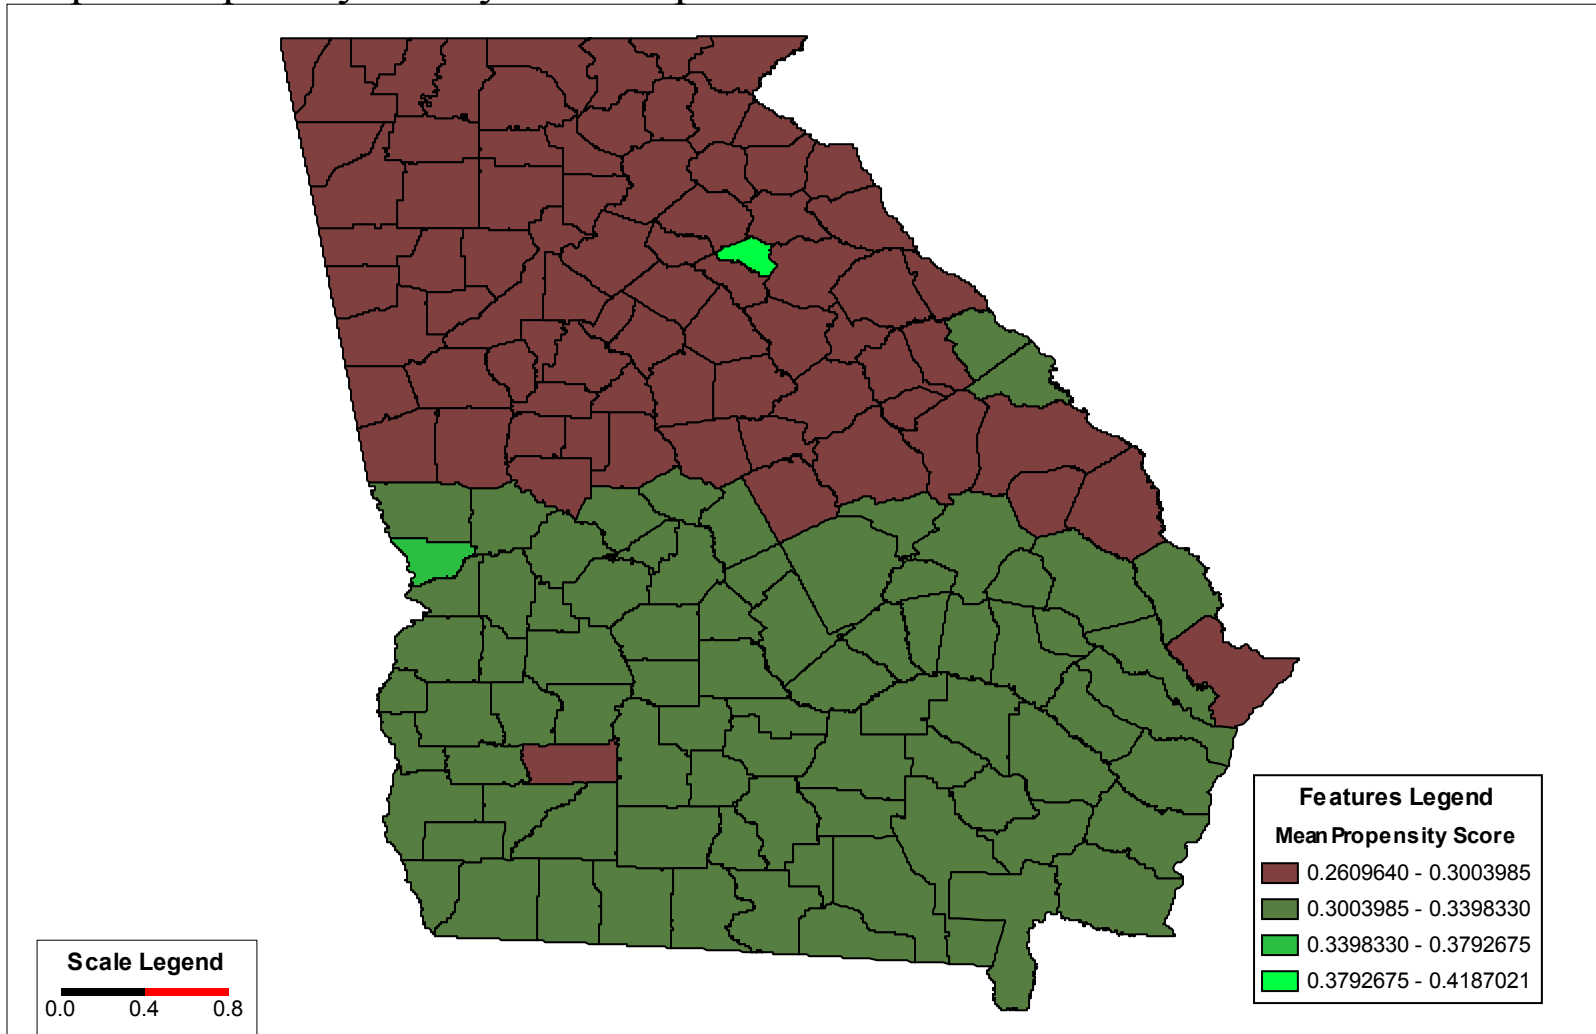 Features Legend
Mean Propensity Score
0.2609640 - 0.3003985
0.3003985 - 0.3398330
0.3398330 - 0.3792675
0.3792675 - 0.4187021
Scale Legend
0.0 0.4 0.8